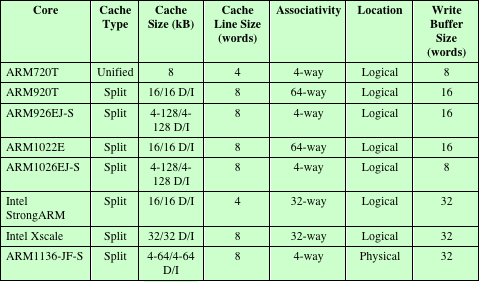 Core Cache Type Cache Size (kB) Cache Line Size (words) Associativity Location Write Buffer Size (words)
ARM720T Unified 8 4 4-way Logical 8
ARM920T Split 16/16 D/I 8 64-way Logical 16
ARM926EJ-S Split 4-128/4-128 D/I 8 4-way Logical 16
ARM1022E Split 16/16 D/I 8 64-way Logical 16
ARM1026EJ-S Split 4-128/4-128 D/I 8 4-way Logical 8
Intel StrongARM Split 16/16 D/I 4 32-way Logical 32
Intel Xscale Split 32/32 D/I 8 32-way Logical 32
ARM1136-JF-S Split 4-64/4-64 D/I 8 4-way Physical 32